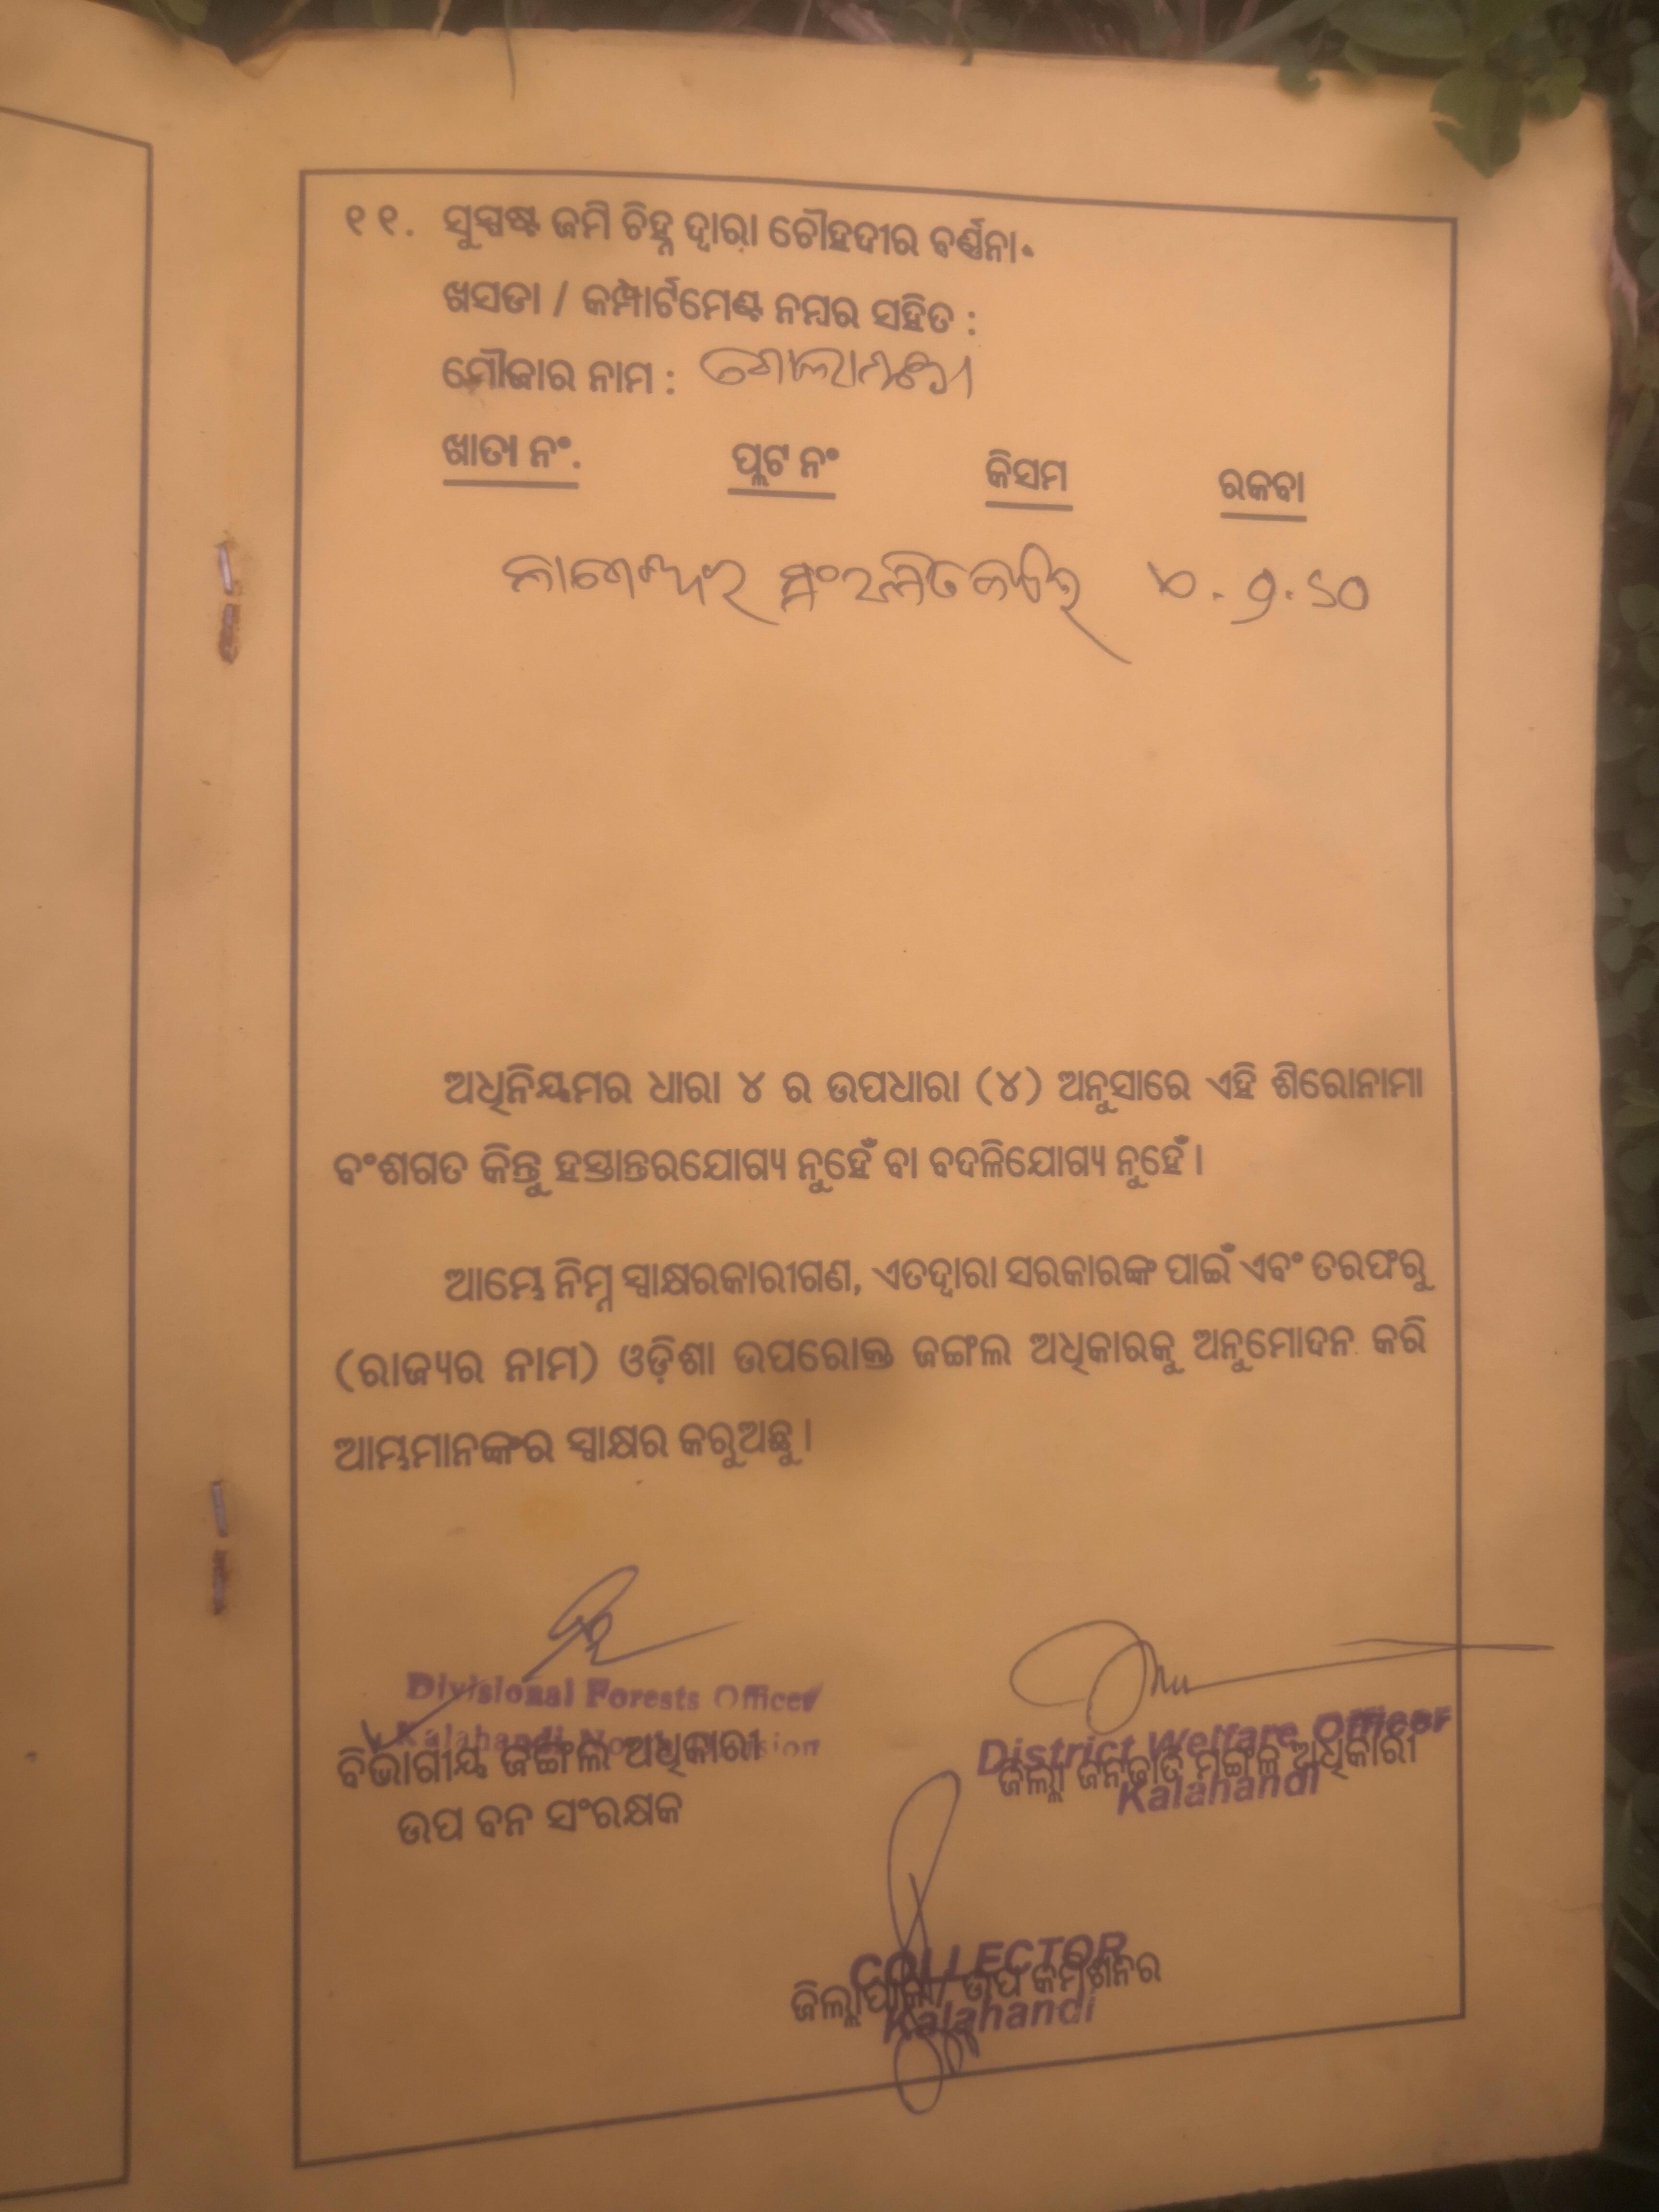 ୧୧. ସୁସ୍ପଷ୍ଟ ଜମି ଚିହ୍ନ ଦ୍ୱାରା ଚୌହଦୀର ବର୍ଣ୍ଣନା.
ଖସଡା / କମ୍ପାର୍ଟମେଣ୍ଟ ନମ୍ବର ସହିତ :
ମୌଜାର ନାମ :
ଖାତା ନଂ. ପ୍ଲଟ ନଂ କିସମ ରକବା
ଅଧିନିୟମର ଧାରା ୪ ର ଉପଧାରା (୪) ଅନୁସାରେ ଏହି ଶିରୋନାମା
ବଂଶଗତ କିନ୍ତୁ ହସ୍ତାନ୍ତରଯୋଗ୍ୟ ନୁହେଁ ବା ବଦଳିଯୋଗ୍ୟ ନୁହେଁ ।
ଆମ୍ଭେ ନିମ୍ନ ସ୍ୱାକ୍ଷରକାରୀଗଣ, ଏତଦ୍ୱାରା ସରକାରଙ୍କ ପାଇଁ ଏବଂ ତରଫରୁ
(ରାଜ୍ୟର ନାମ) ଓଡ଼ିଶା ଉପରୋକ୍ତ ଜଙ୍ଗଲ ଅଧିକାରକୁ ଅନୁମୋଦନ କରି
ଆମ୍ଭମାନଙ୍କର ସ୍ୱାକ୍ଷର କରୁଅଛୁ ।
Divisional Forests Officer
Kalahandi North Division
ବିଭାଗୀୟ ଜଙ୍ଗଲ ଅଧିକାରୀ
ଉପ ବନ ସଂରକ୍ଷକ
District Welfare Officer
ଜିଲ୍ଲା ଜନଜାତି ମଙ୍ଗଳ ଅଧିକାରୀ
Kalahandi
COLLECTOR
ଜିଲ୍ଲାପାଳ/ ଉପ କମିଶନର
Kalahandi